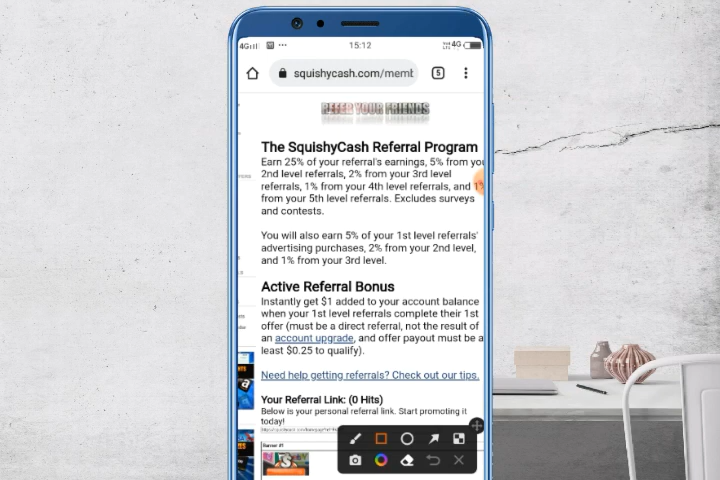 4G
15:12
4G
squishycash.com/memb
5
REFER YOUR FRIENDS
The SquishyCash Referral Program
Earn 25% of your referral's earnings, 5% from you
2nd level referrals, 2% from your 3rd level
referrals, 1% from your 4th level referrals, and 1%
from your 5th level referrals. Excludes surveys
and contests.
You will also earn 5% of your 1st level referrals'
advertising purchases, 2% from your 2nd level,
and 1% from your 3rd level.
Active Referral Bonus
Instantly get $1 added to your account balance
when your 1st level referrals complete their 1st
offer (must be a direct referral, not the result of
an account upgrade, and offer payout must be a
least $0.25 to qualify).
Need help getting referrals? Check out our tips.
Your Referral Link: (0 Hits)
Below is your personal referral link. Start promoting it
today!
Banner #1